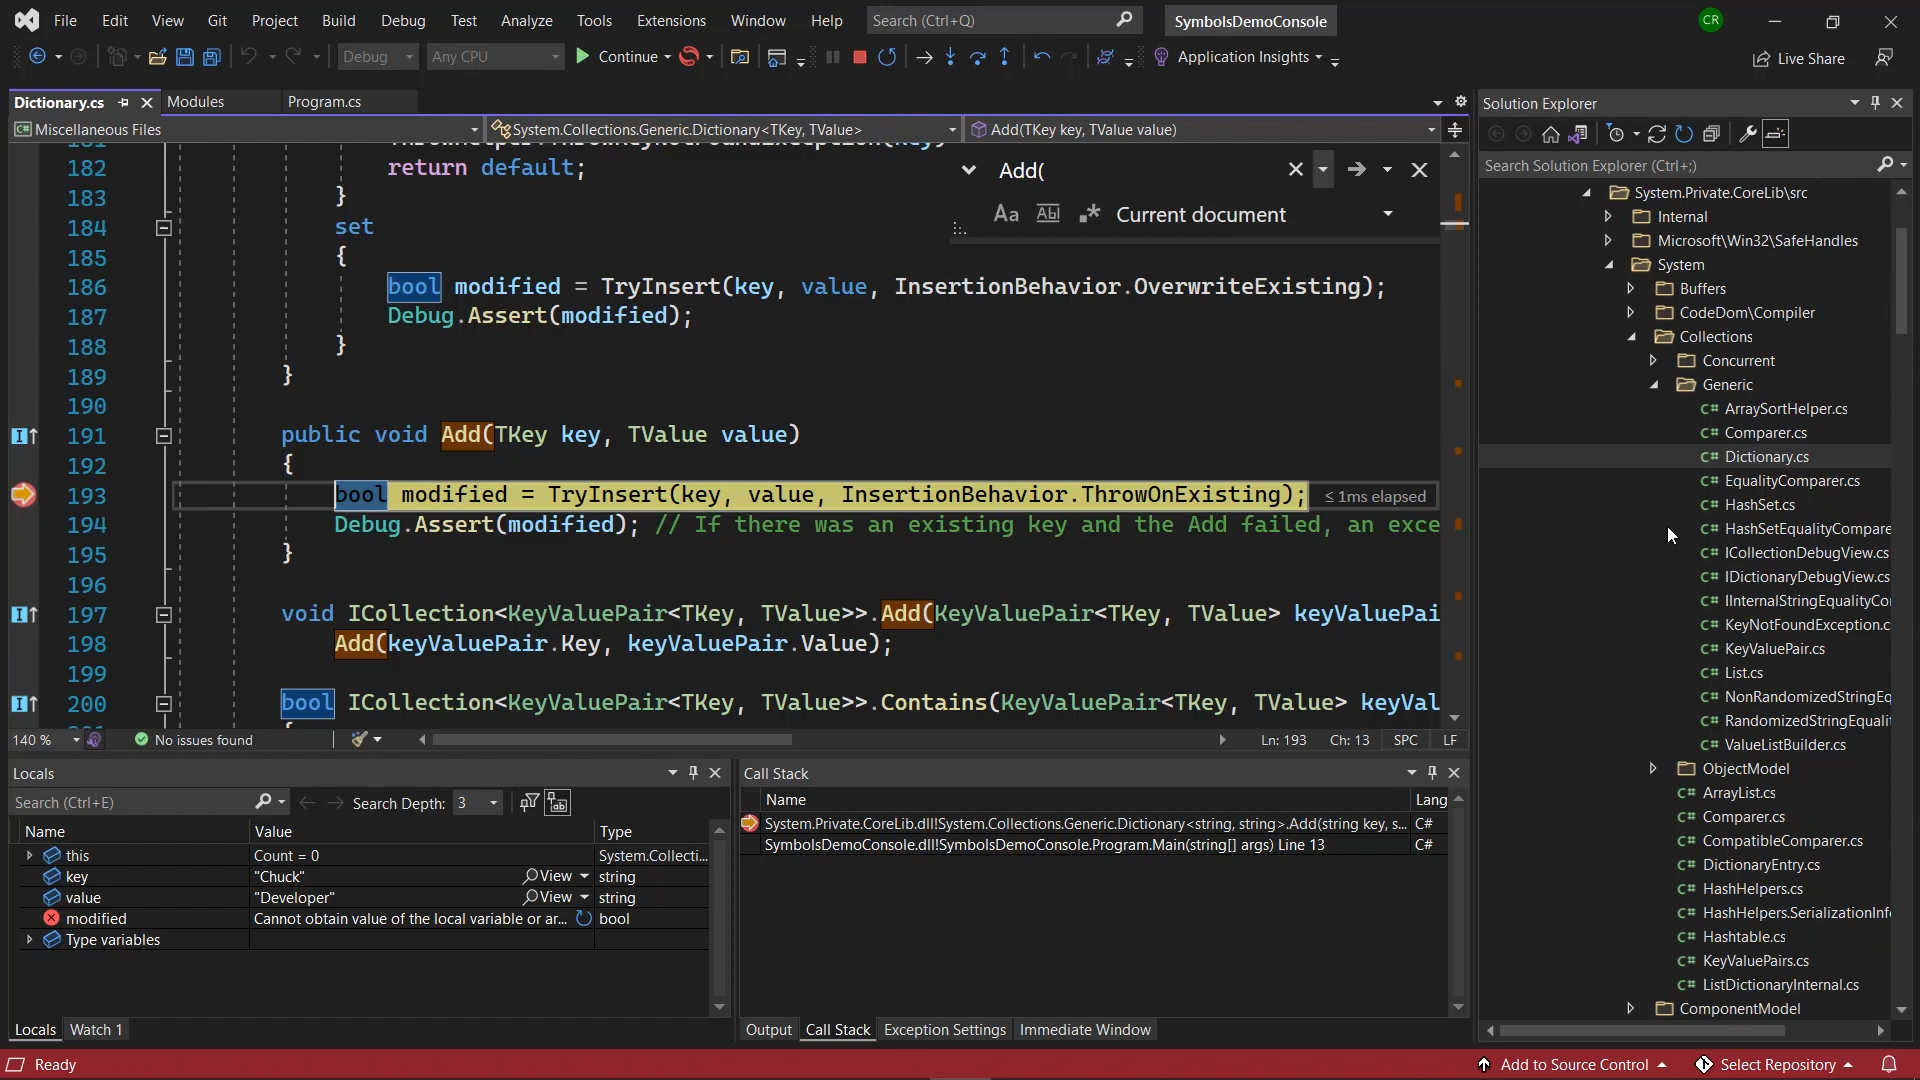 File Edit View Git Project Build Debug Test Analyze Tools Extensions Window Help Search (Ctrl+Q) SymbolsDemoConsole CR
Debug Any CPU Continue Application Insights Live Share
Dictionary.cs Modules Program.cs
Miscellaneous Files System.Collections.Generic.Dictionary<TKey, TValue> Add(TKey key, TValue value)
Add(
Aa Abl .* Current document
182 return default;
183 }
184 set
185 {
186 bool modified = TryInsert(key, value, InsertionBehavior.OverwriteExisting);
187 Debug.Assert(modified);
188 }
189 }
190
191 public void Add(TKey key, TValue value)
192 {
193 bool modified = TryInsert(key, value, InsertionBehavior.ThrowOnExisting); ≤ 1ms elapsed
194 Debug.Assert(modified); // If there was an existing key and the Add failed, an exce
195 }
196
197 void ICollection<KeyValuePair<TKey, TValue>>.Add(KeyValuePair<TKey, TValue> keyValuePai
198 Add(keyValuePair.Key, keyValuePair.Value);
199
200 bool ICollection<KeyValuePair<TKey, TValue>>.Contains(KeyValuePair<TKey, TValue> keyVal
140 % No issues found Ln: 193 Ch: 13 SPC LF
Locals
Search (Ctrl+E) Search Depth: 3
Name Value Type
this Count = 0 System.Collecti...
key "Chuck" View string
value "Developer" View string
modified Cannot obtain value of the local variable or ar... bool
Type variables
Locals Watch 1
Call Stack
Name Lang
System.Private.CoreLib.dll!System.Collections.Generic.Dictionary<string, string>.Add(string key, s... C#
SymbolsDemoConsole.dll!SymbolsDemoConsole.Program.Main(string[] args) Line 13 C#
Output Call Stack Exception Settings Immediate Window
Solution Explorer
Search Solution Explorer (Ctrl+;)
System.Private.CoreLib\src
Internal
Microsoft\Win32\SafeHandles
System
Buffers
CodeDom\Compiler
Collections
Concurrent
Generic
C# ArraySortHelper.cs
C# Comparer.cs
C# Dictionary.cs
C# EqualityComparer.cs
C# HashSet.cs
C# HashSetEqualityCompare
C# ICollectionDebugView.cs
C# IDictionaryDebugView.cs
C# IInternalStringEqualityCo
C# KeyNotFoundException.c
C# KeyValuePair.cs
C# List.cs
C# NonRandomizedStringEq
C# RandomizedStringEquali
C# ValueListBuilder.cs
ObjectModel
C# ArrayList.cs
C# Comparer.cs
C# CompatibleComparer.cs
C# DictionaryEntry.cs
C# HashHelpers.cs
C# HashHelpers.SerializationInf
C# Hashtable.cs
C# KeyValuePairs.cs
C# ListDictionaryInternal.cs
ComponentModel
Ready Add to Source Control Select Repository